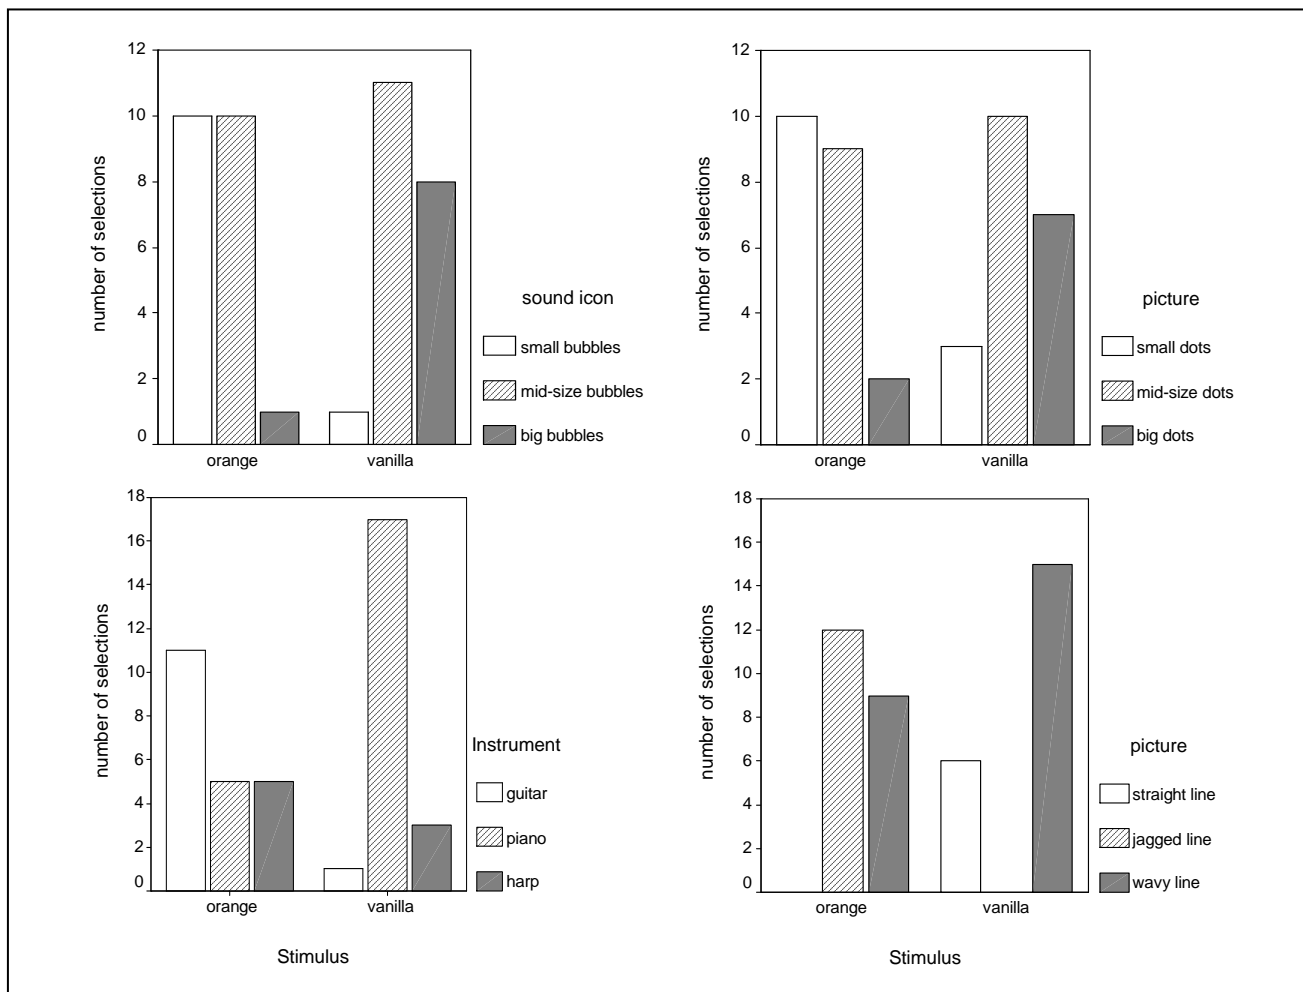 12
10
8
6
4
2
0
number of selections
orange
vanilla
sound icon
small bubbles
mid-size bubbles
big bubbles
12
10
8
6
4
2
0
number of selections
orange
vanilla
picture
small dots
mid-size dots
big dots
18
16
14
12
10
8
6
4
2
0
number of selections
orange
vanilla
Stimulus
Instrument
guitar
piano
harp
18
16
14
12
10
8
6
4
2
0
number of selections
orange
vanilla
Stimulus
picture
straight line
jagged line
wavy line